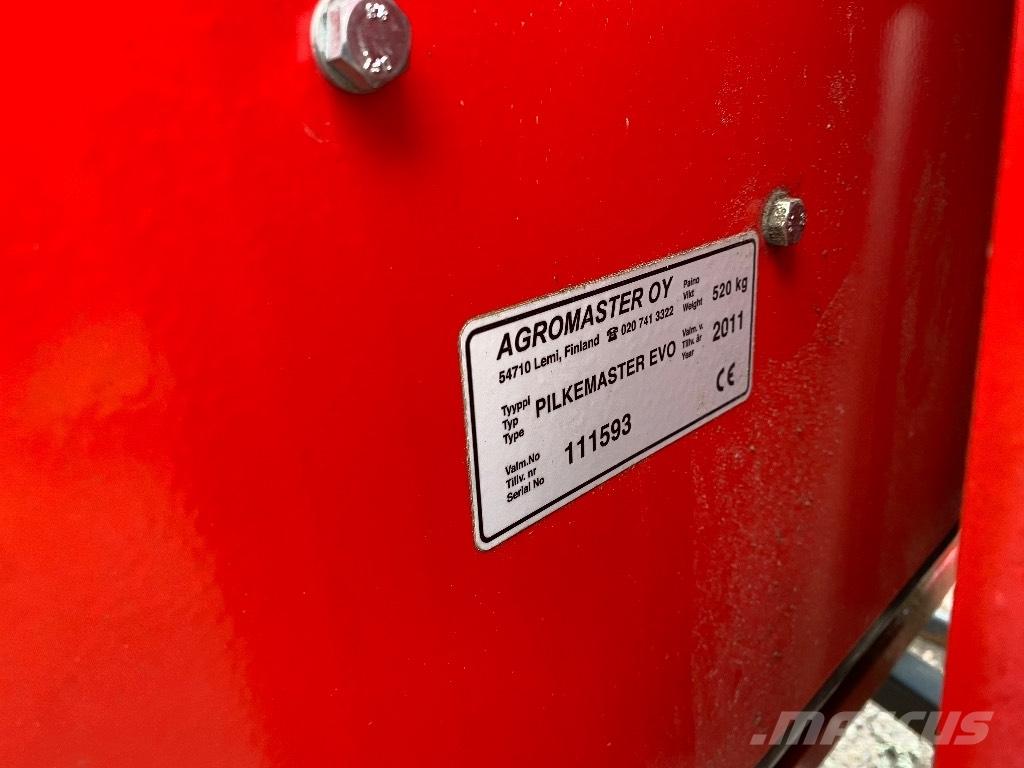 AGROMASTER OY
54710 Lemi, Finland ☎ 020 741 3322
Paino
Vikt
Weight
520 kg
Tyyppi
Typ
Type
PILKEMASTER EVO
Valm. v.
Tillv. år
Year
2011
Valm.No
Tillv. nr
Serial No
111593
CE
MASCUS